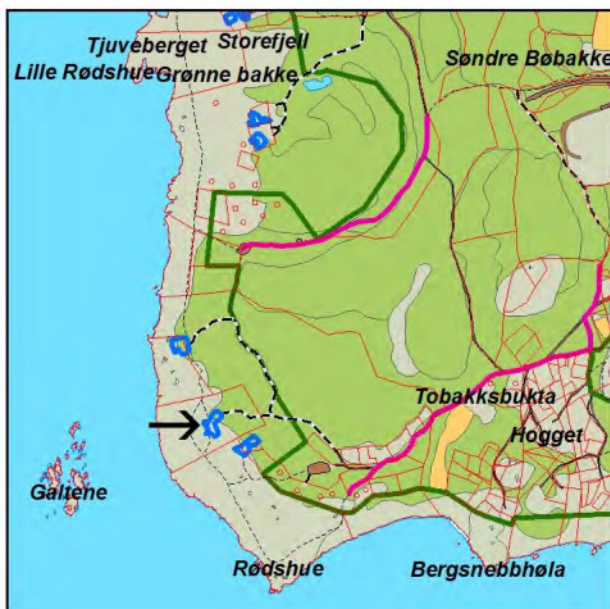 Tjuveberget Storefjell
Lille Rødshue Grønne bakke
Søndre Bøbakke
Tobakksbukta
Hogget
Galtene
Rødshue
Bergsnebbhøla